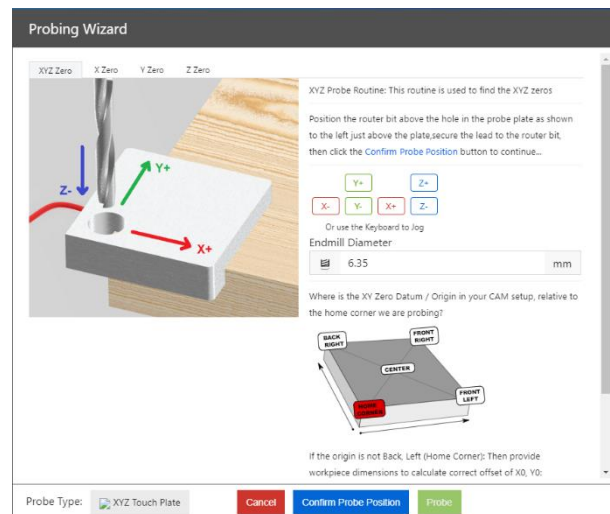 Probing Wizard
XYZ Zero X Zero Y Zero Z Zero
Z-
Y+
X+
XYZ Probe Routine: This routine is used to find the XYZ zeros
Position the router bit above the hole in the probe plate as shown
to the left just above the plate,secure the lead to the router bit,
then click the Confirm Probe Position button to continue...
Y+ Z+
X- Y- X+ Z-
Or use the Keyboard to Jog
Endmill Diameter
6.35 mm
Where is the XY Zero Datum / Origin in your CAM setup, relative to
the home corner we are probing?
BACK
RIGHT
FRONT
RIGHT
CENTER
HOME
CORNER
FRONT
LEFT
If the origin is not Back, Left (Home Corner): Then provide
workpiece dimensions to calculate correct offset of X0, Y0:
Probe Type: XYZ Touch Plate Cancel Confirm Probe Position Probe